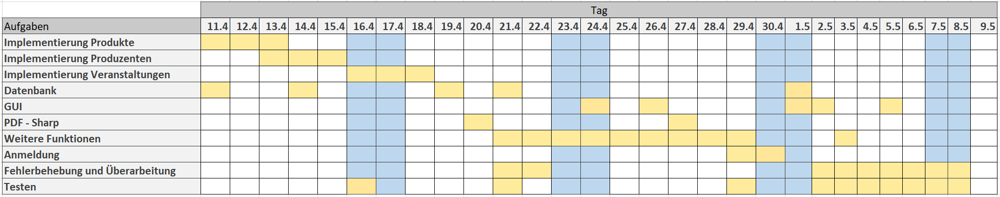 Tag
Aufgaben 11.4 12.4 13.4 14.4 15.4 16.4 17.4 18.4 19.4 20.4 21.4 22.4 23.4 24.4 25.4 26.4 27.4 28.4 29.4 30.4 1.5 2.5 3.5 4.5 5.5 6.5 7.5 8.5 9.5
Implementierung Produkte
Implementierung Produzenten
Implementierung Veranstaltungen
Datenbank
GUI
PDF - Sharp
Weitere Funktionen
Anmeldung
Fehlerbehebung und Überarbeitung
Testen